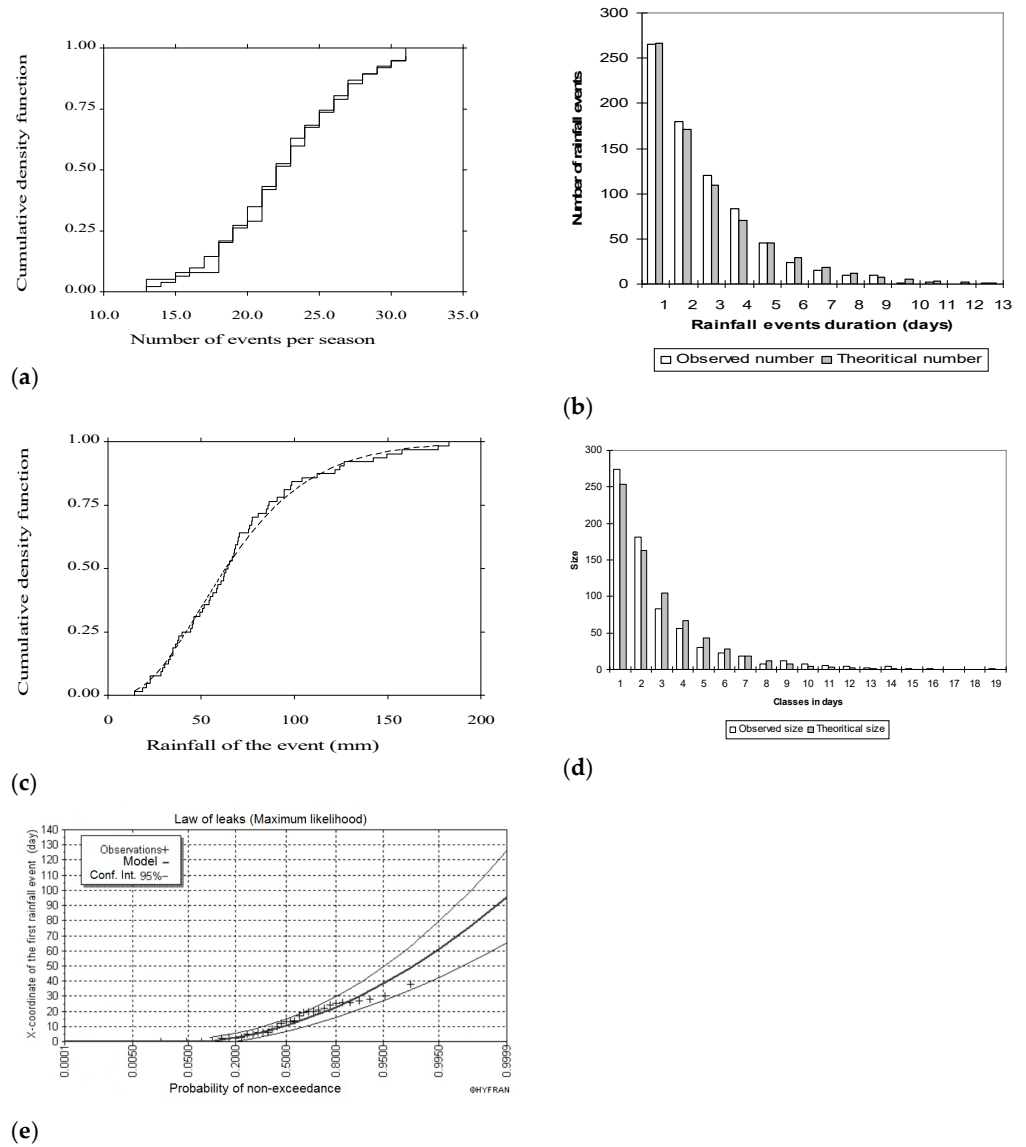 Cumulative density function
1.00
0.75
0.50
0.25
0.00
10.0 15.0 20.0 25.0 30.0 35.0
Number of events per season
(a)
Number of rainfall events
300
250
200
150
100
50
0
1 2 3 4 5 6 7 8 9 10 11 12 13
Rainfall events duration (days)
Observed number Theoritical number
(b)
Cumulative density function
1.00
0.75
0.50
0.25
0.00
0 50 100 150 200
Rainfall of the event (mm)
(c)
Size
300
250
200
150
100
50
0
1 2 3 4 5 6 7 8 9 10 11 12 13 14 15 16 17 18 19
Classes in days
Observed size Theoritical size
(d)
Law of leaks (Maximum likelihood)
X-coordinate of the first rainfall event (day)
140
130
120
110
100
90
80
70
60
50
40
30
20
10
0
Observations+
Model –
Conf. Int. 95%–
0.0001 0.0050 0.0500 0.2000 0.5000 0.8000 0.9500 0.9950 0.99999
Probability of non-exceedance
©HYFRAN
(e)